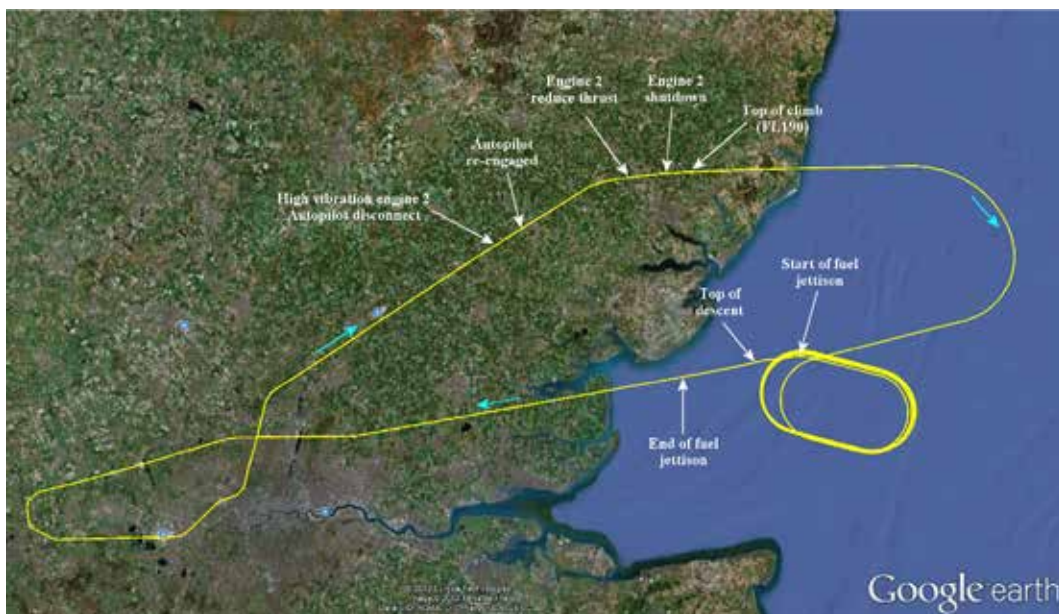 Engine 2
reduce thrust
Engine 2
shutdown
Top of climb
(FL190)
Autopilot
re-engaged
High vibration engine 2
Autopilot disconnect
Start of fuel
jettison
Top of
descent
End of fuel
jettison
Google earth